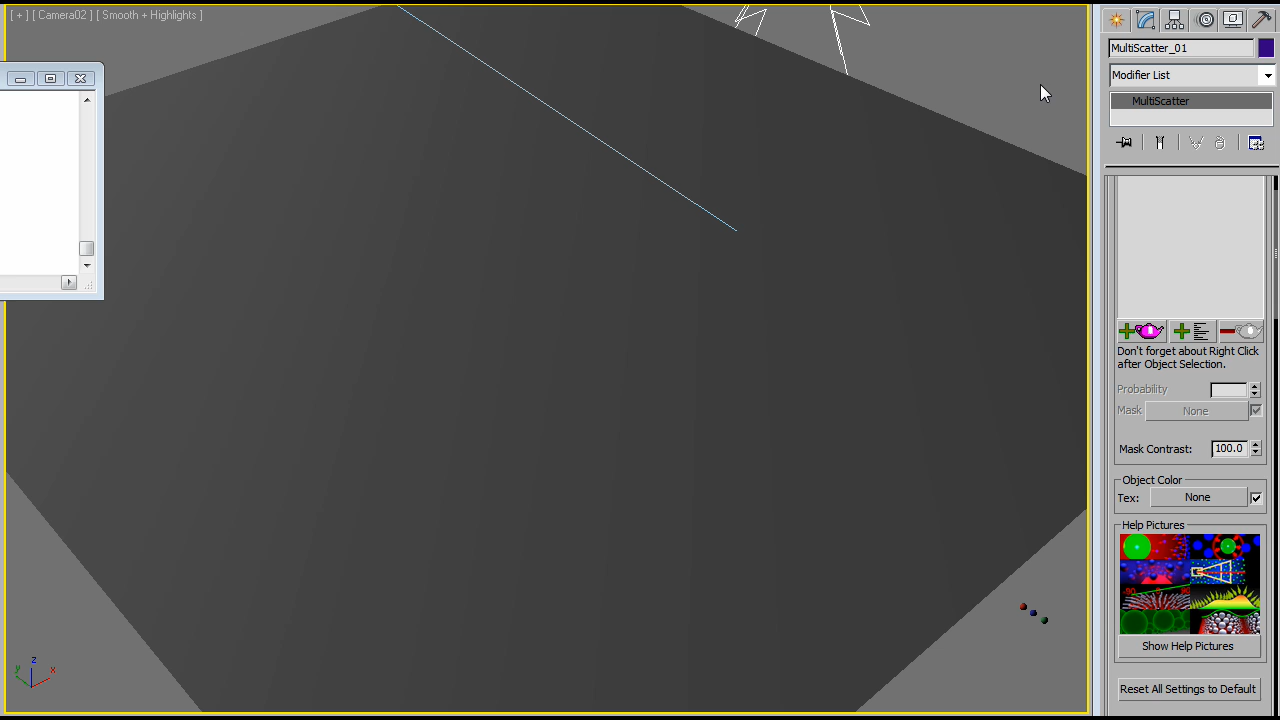 [ + ] [ Camera02 ] [ Smooth + Highlights ]
MultiScatter_01
Modifier List
MultiScatter
Don't forget about Right Click
after Object Selection.
Probability
Mask None
Mask Contrast: 100.0
Object Color
Tex: None
Help Pictures
Show Help Pictures
Reset All Settings to Default
z
y x